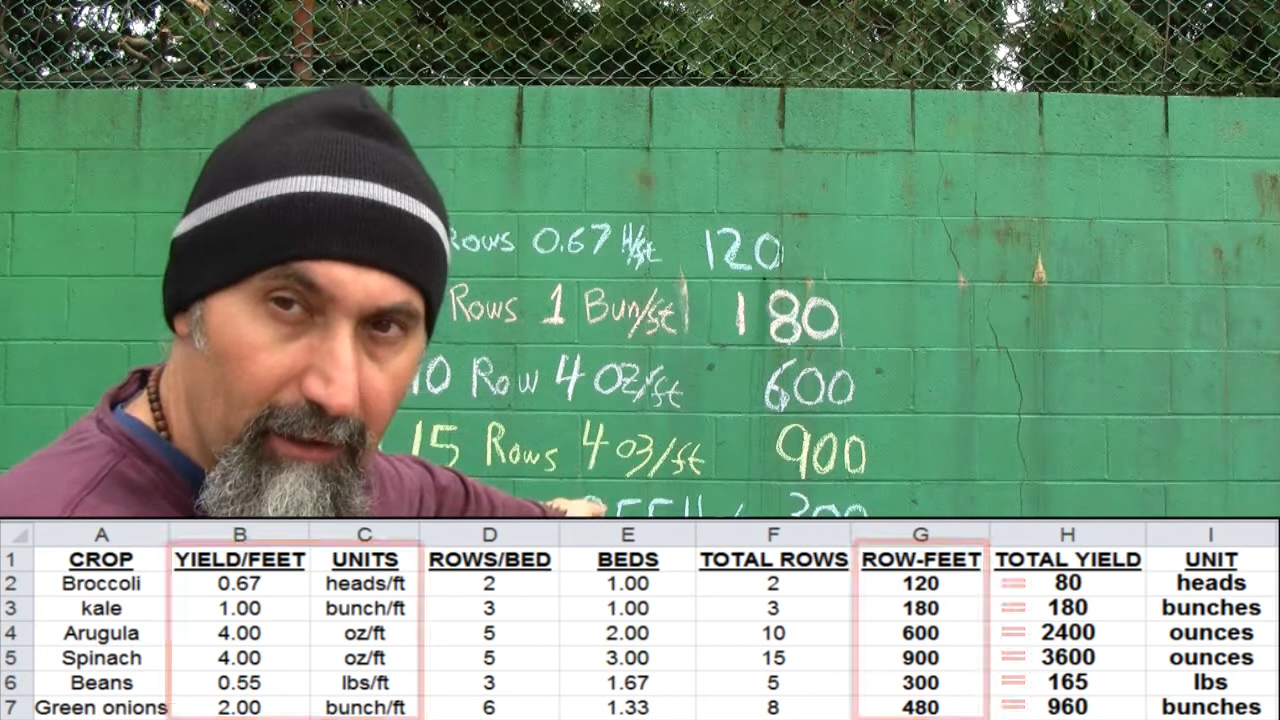 Rows 0.67 H/ft 120
Rows 1 Bun/ft 180
10 Row 4 oz/ft 600
15 Rows 4 oz/ft 900
.55 300
A B C D E F G H I
1 CROP YIELD/FEET UNITS ROWS/BED BEDS TOTAL ROWS ROW-FEET TOTAL YIELD UNIT
2 Broccoli 0.67 heads/ft 2 1.00 2 120 = 80 heads
3 kale 1.00 bunch/ft 3 1.00 3 180 = 180 bunches
4 Arugula 4.00 oz/ft 5 2.00 10 600 = 2400 ounces
5 Spinach 4.00 oz/ft 5 3.00 15 900 = 3600 ounces
6 Beans 0.55 lbs/ft 3 1.67 5 300 = 165 lbs
7 Green onions 2.00 bunch/ft 6 1.33 8 480 = 960 bunches